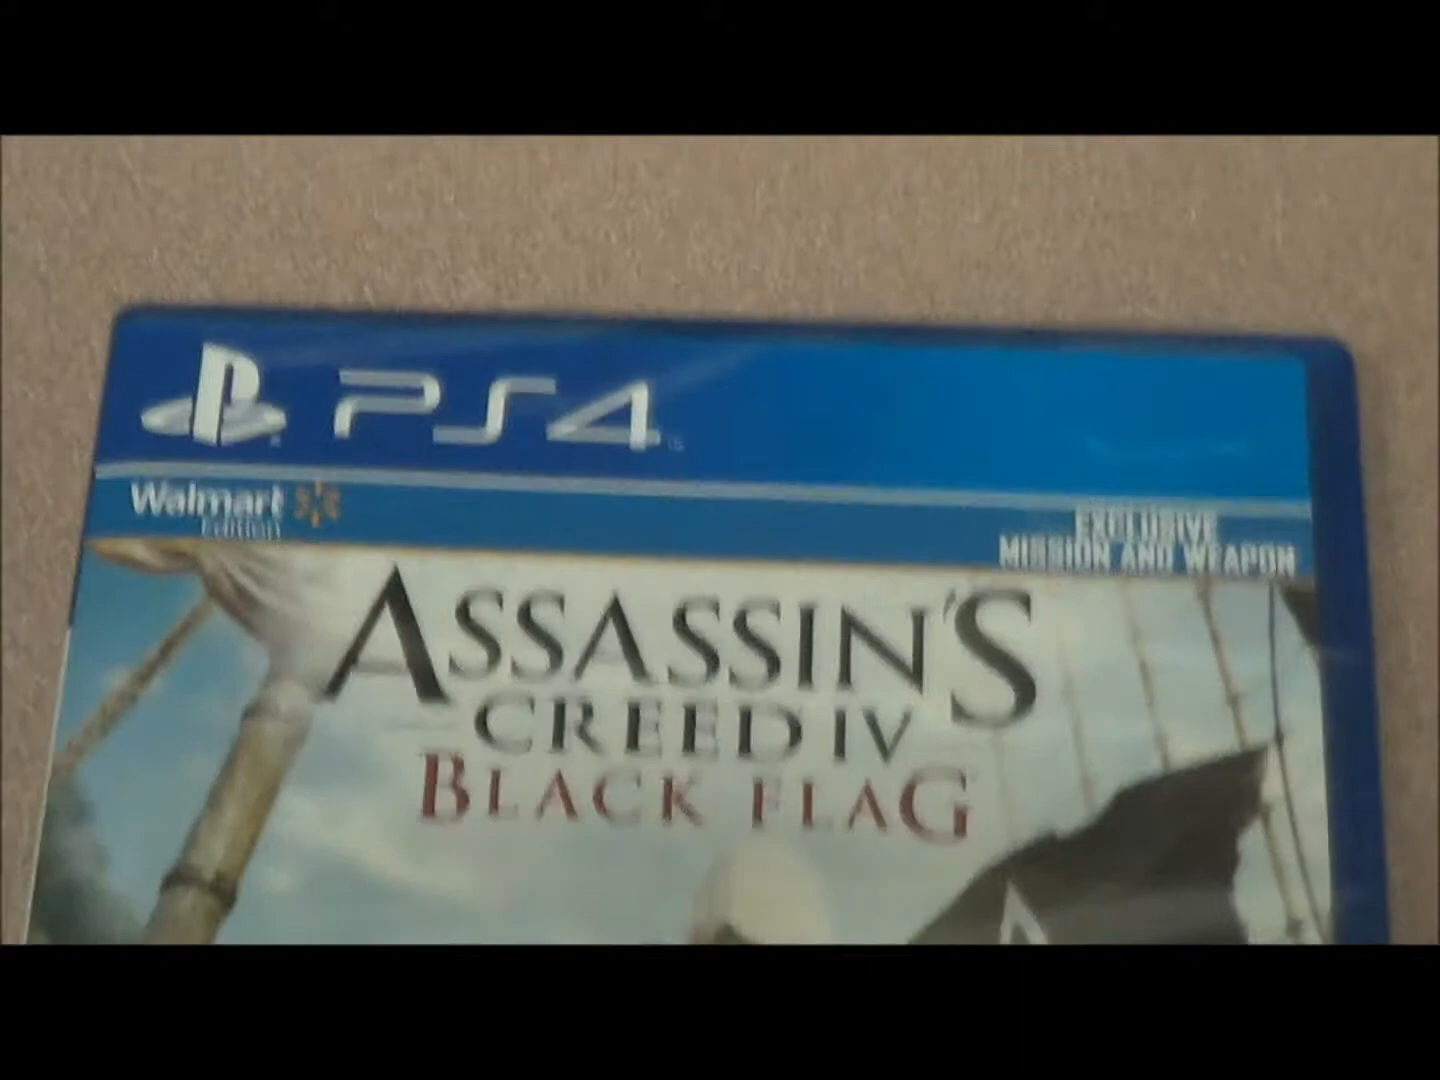 PS4
Walmart
Edition
EXCLUSIVE
MISSION AND WEAPON
ASSASSIN'S
CREED IV
BLACK FLAG